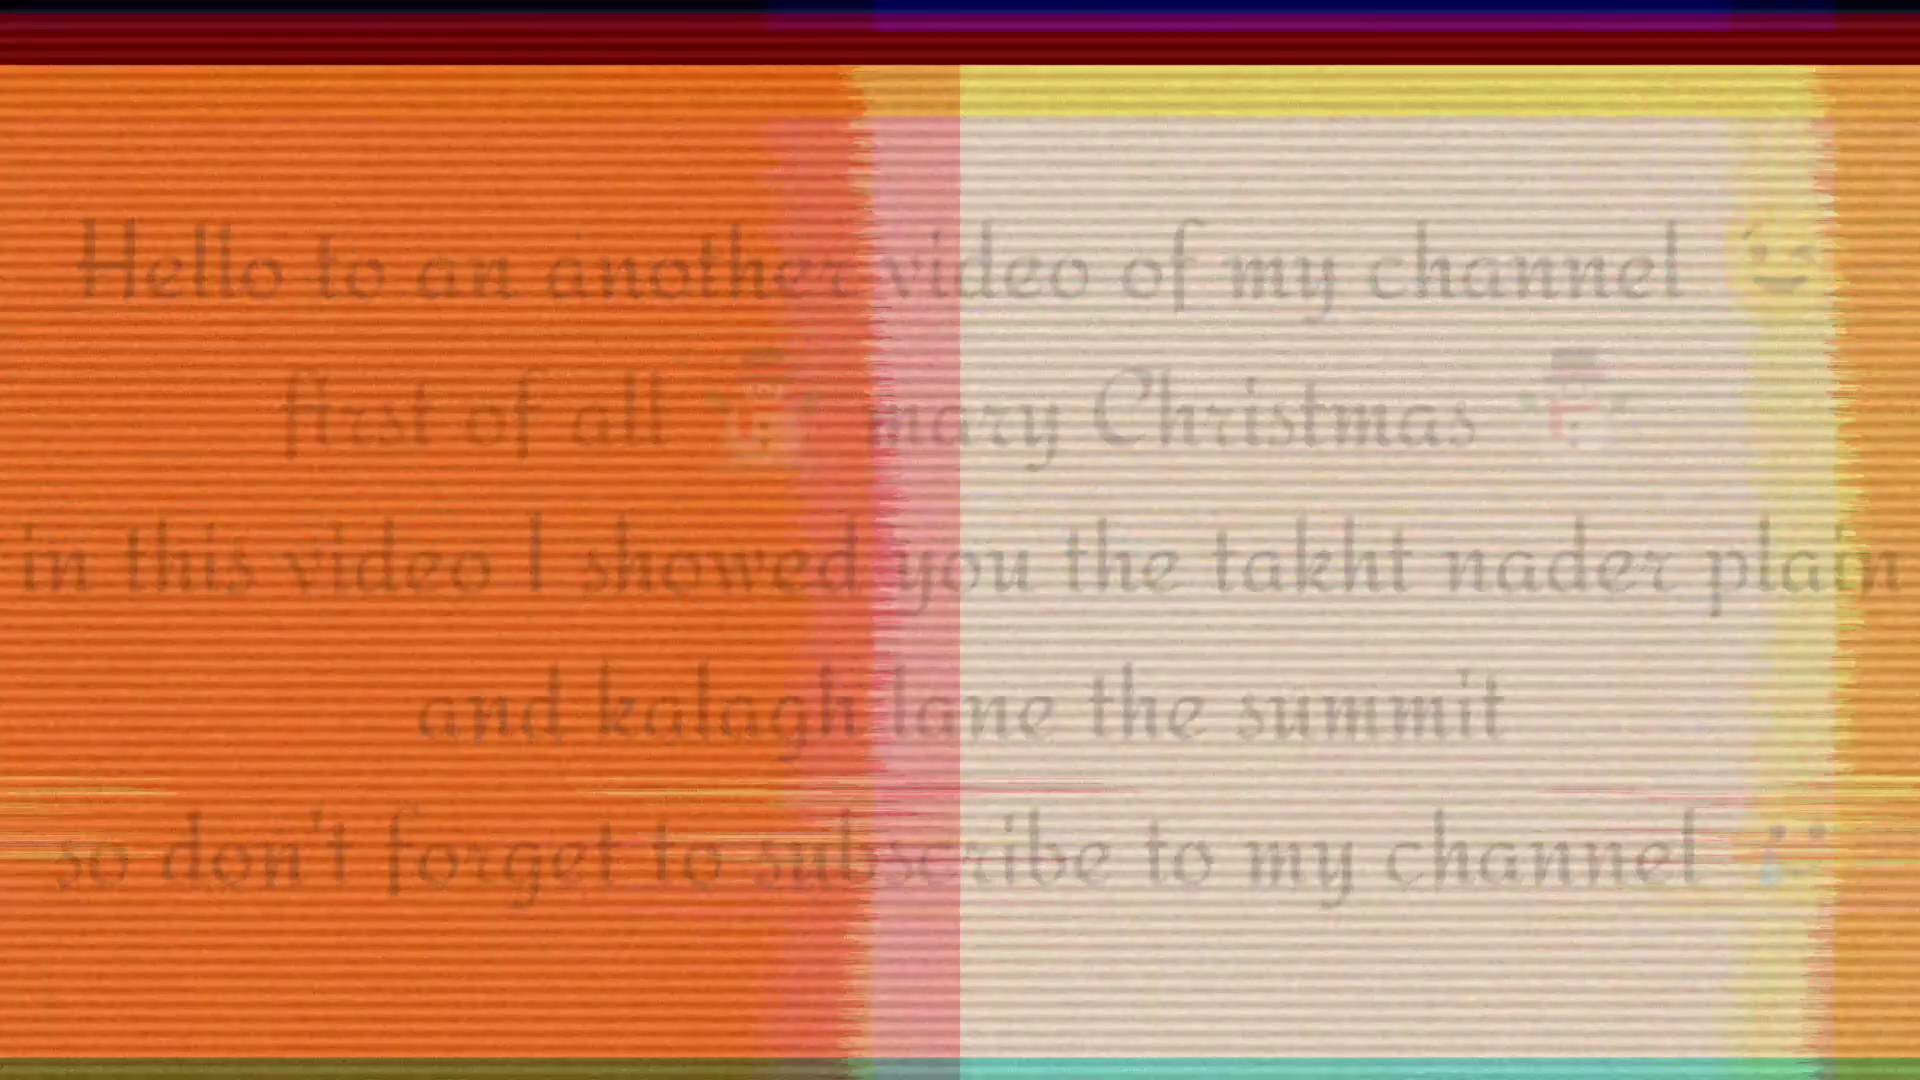 Hello to an another video of my channel 😄
first of all ⛄ mary Christmas ⛄
in this video I showed you the takht nader plain
and kalagh lane the summit
so don't forget to subscribe to my channel 🥲